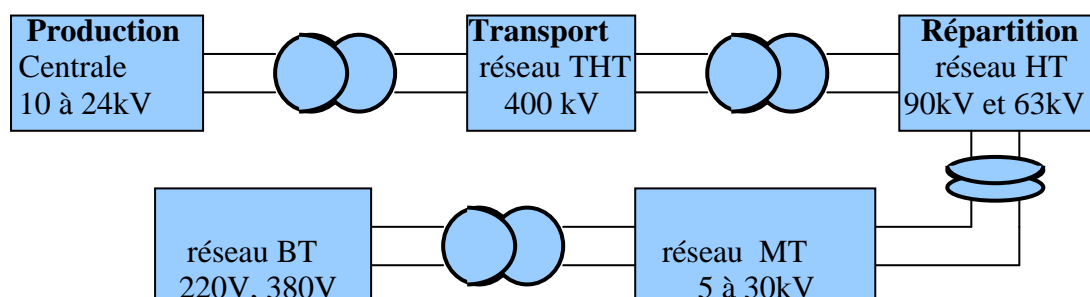 Production
Centrale
10 à 24kV
Transport
réseau THT
400 kV
Répartition
réseau HT
90kV et 63kV
réseau BT
220V, 380V
réseau MT
5 à 30kV